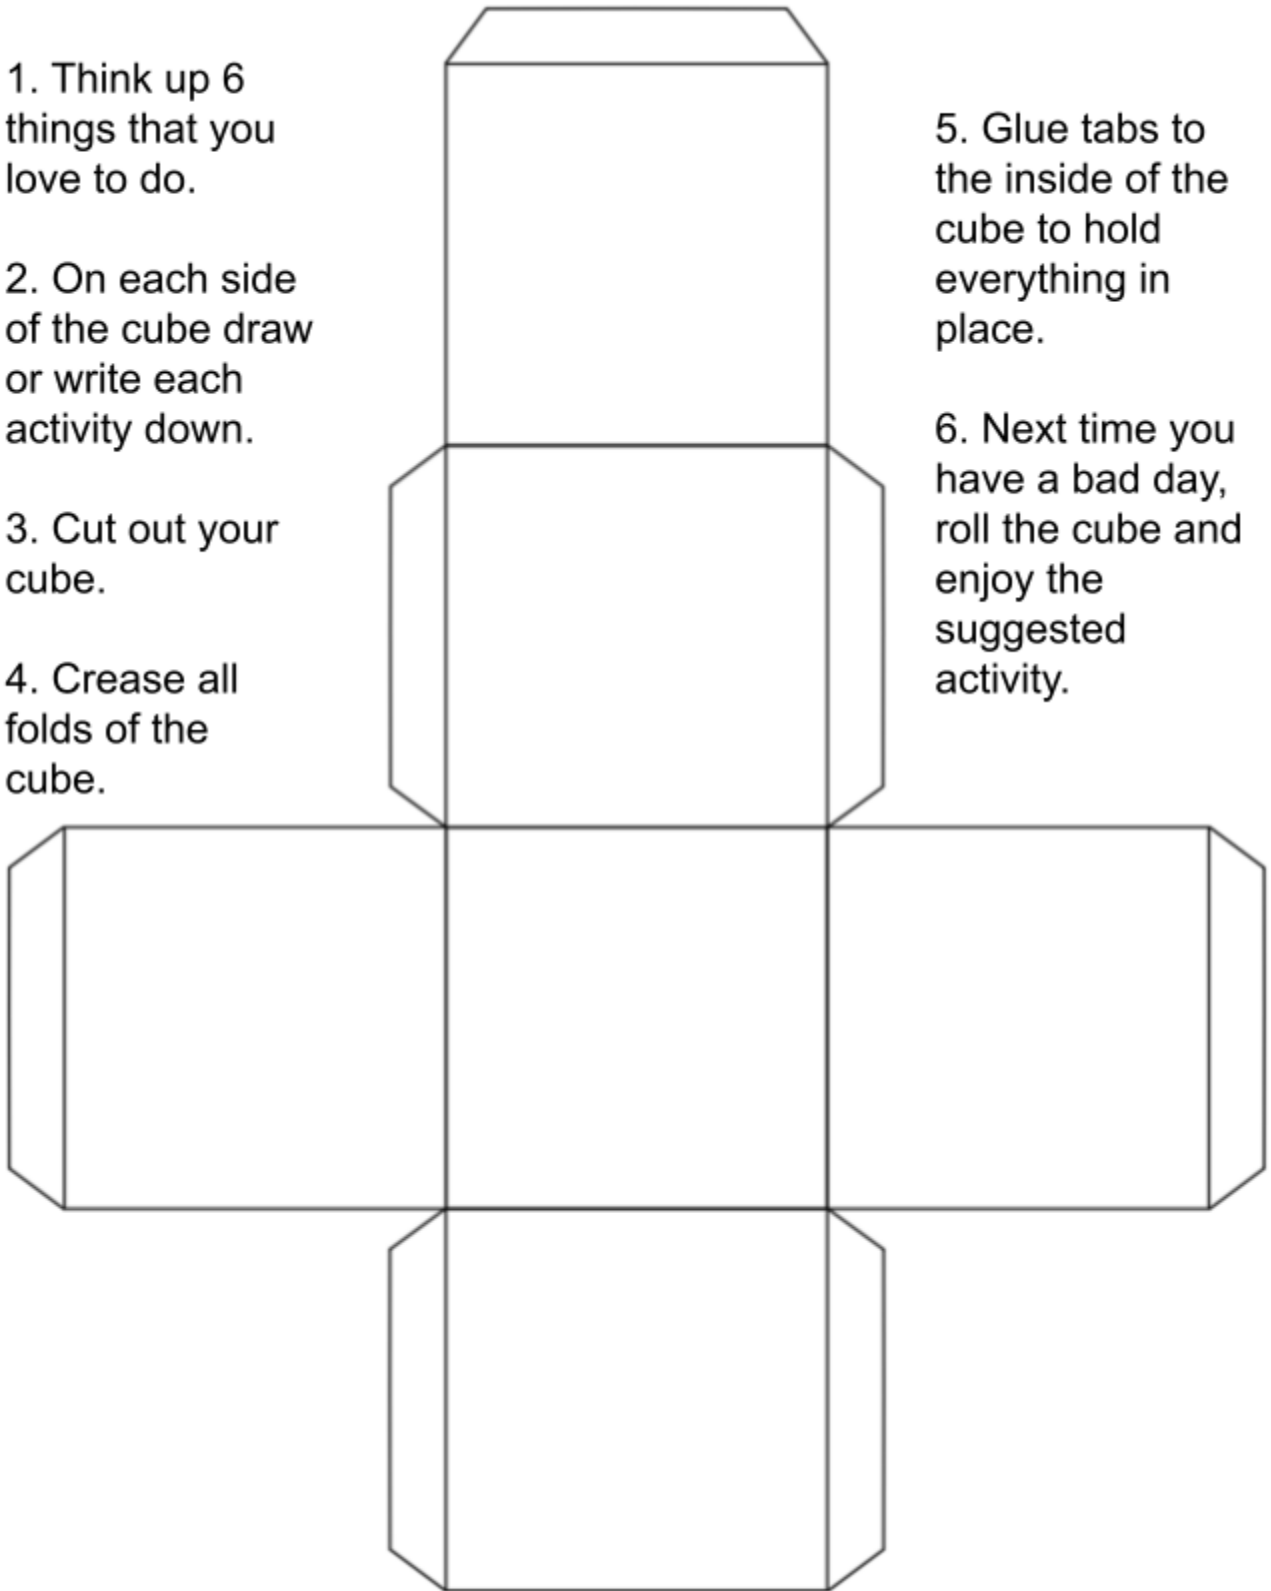 1. Think up 6
things that you
love to do.
2. On each side
of the cube draw
or write each
activity down.
3. Cut out your
cube.
4. Crease all
folds of the
cube.
5. Glue tabs to
the inside of the
cube to hold
everything in
place.
6. Next time you
have a bad day,
roll the cube and
enjoy the
suggested
activity.